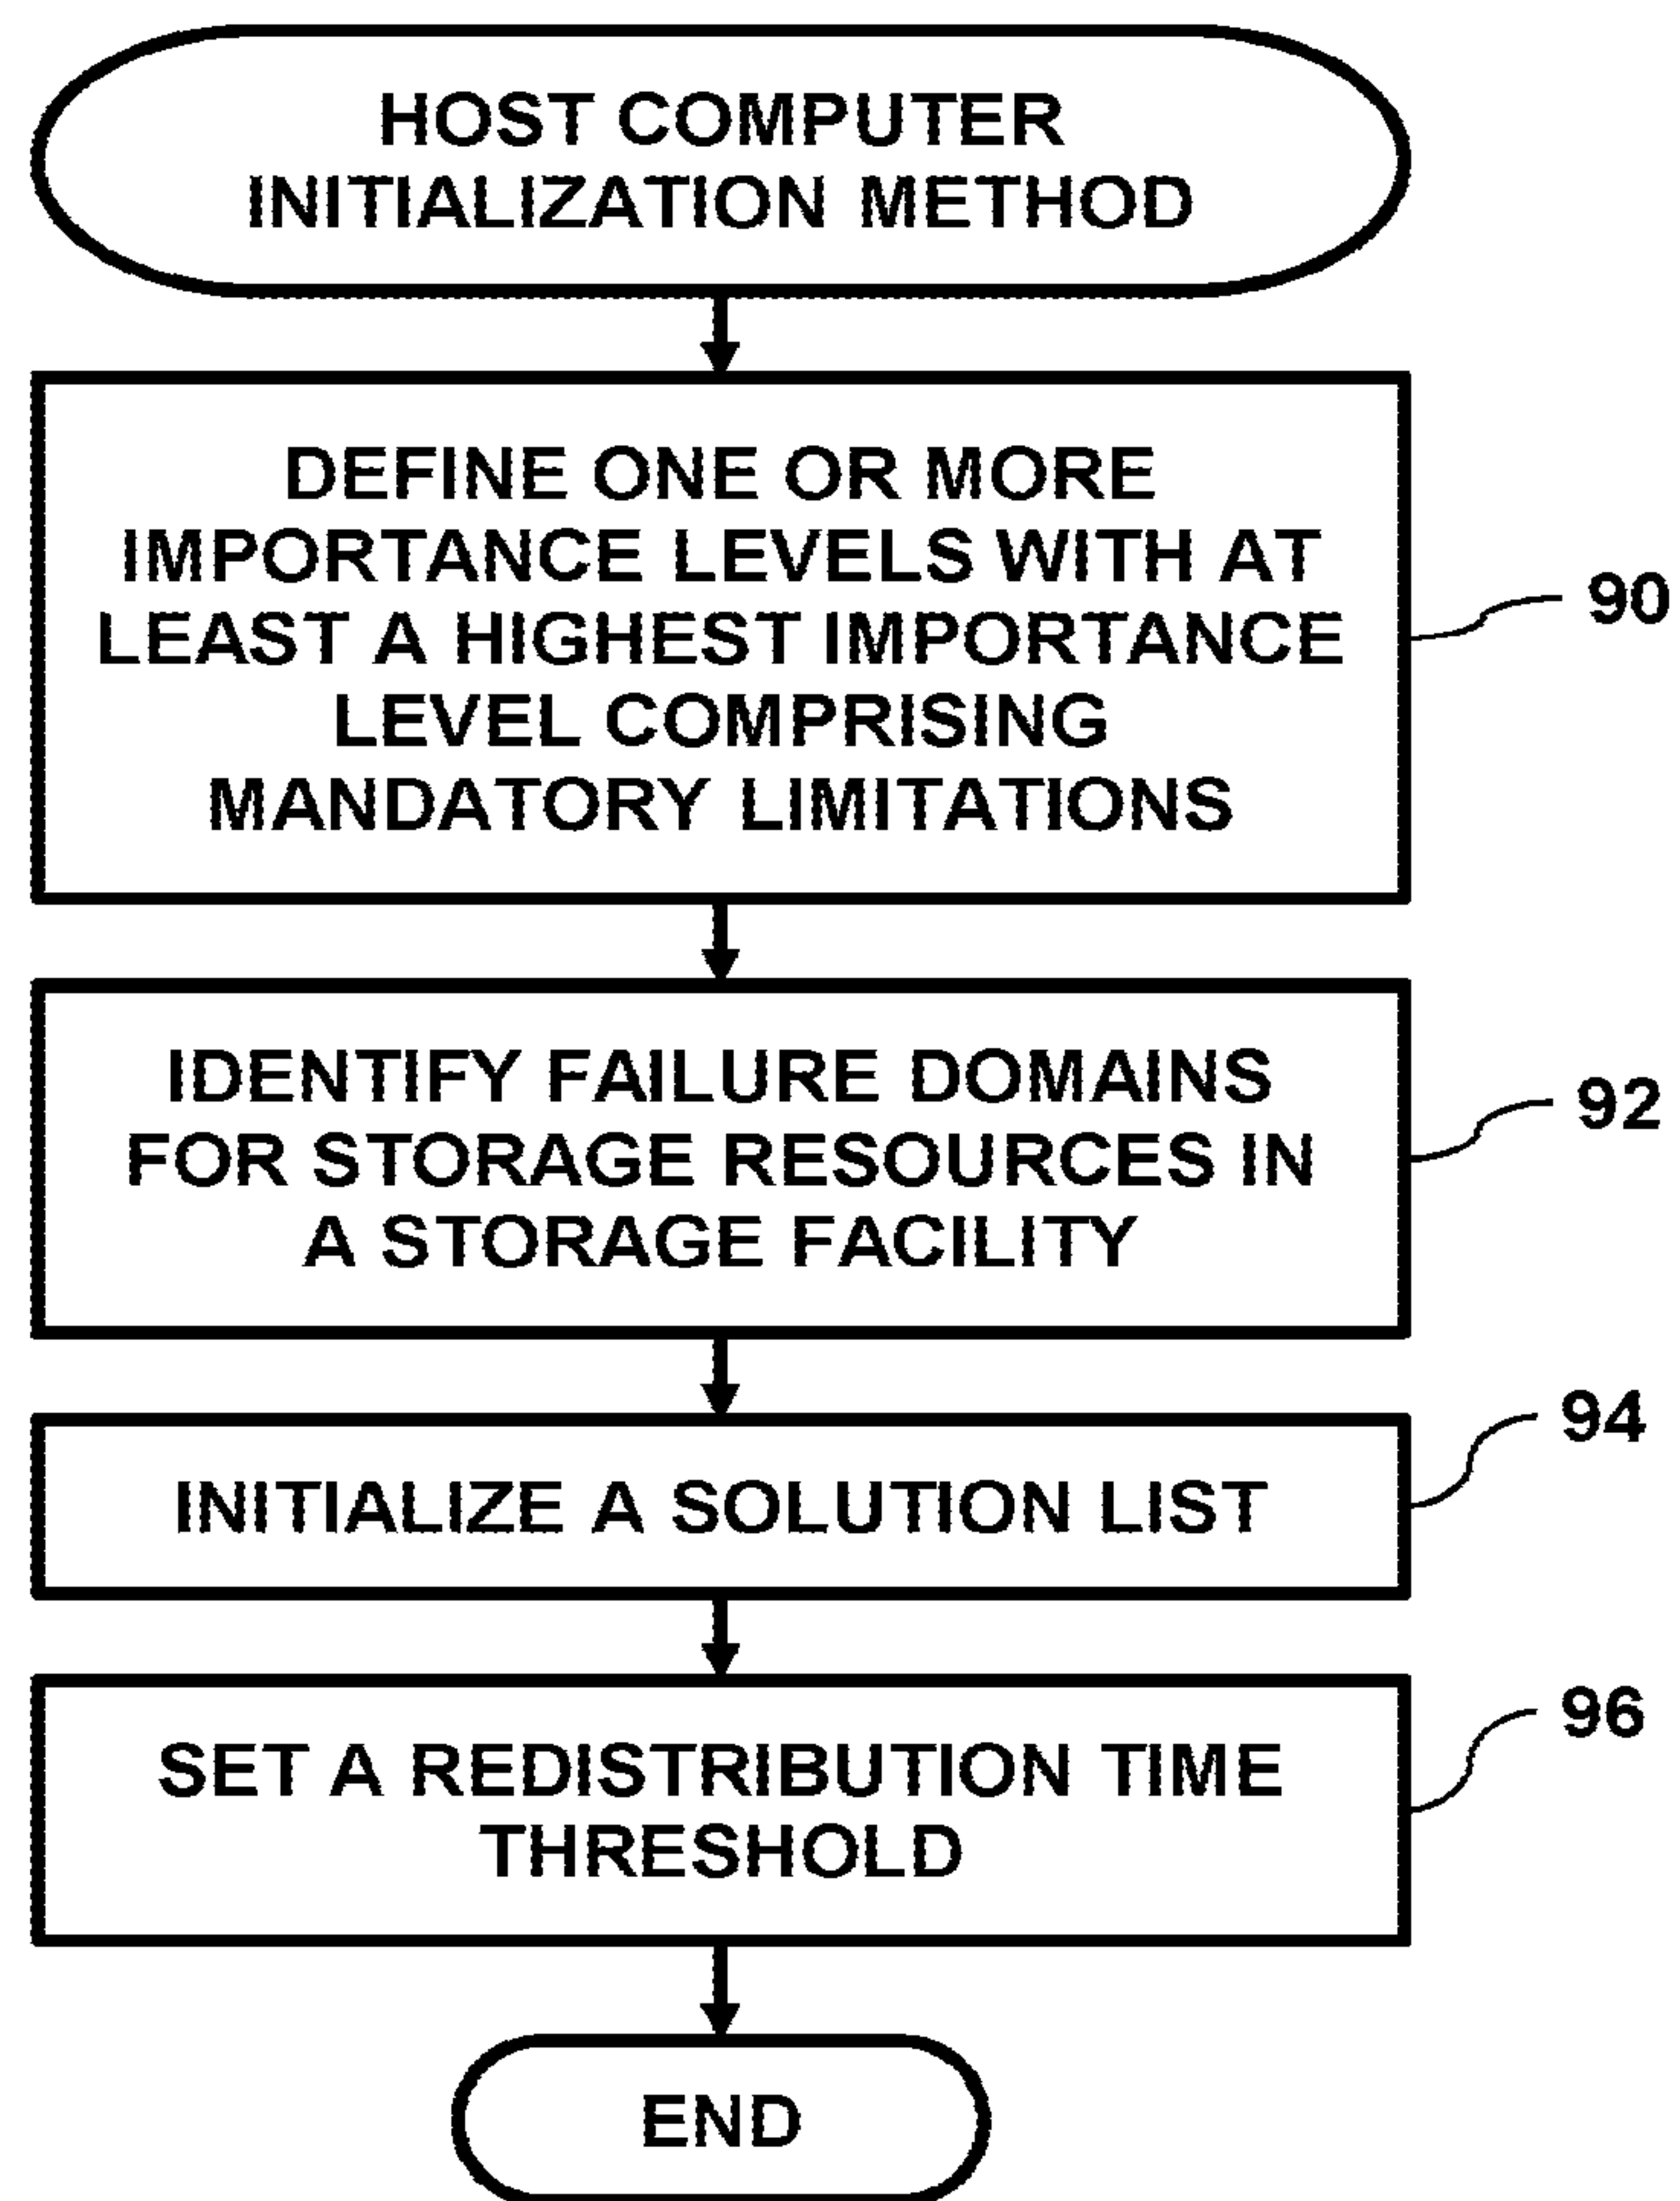 HOST COMPUTER
INITIALIZATION METHOD
DEFINE ONE OR MORE
IMPORTANCE LEVELS WITH AT
LEAST A HIGHEST IMPORTANCE
LEVEL COMPRISING
MANDATORY LIMITATIONS
90
IDENTIFY FAILURE DOMAINS
FOR STORAGE RESOURCES IN
A STORAGE FACILITY
92
INITIALIZE A SOLUTION LIST
94
SET A REDISTRIBUTION TIME
THRESHOLD
96
END